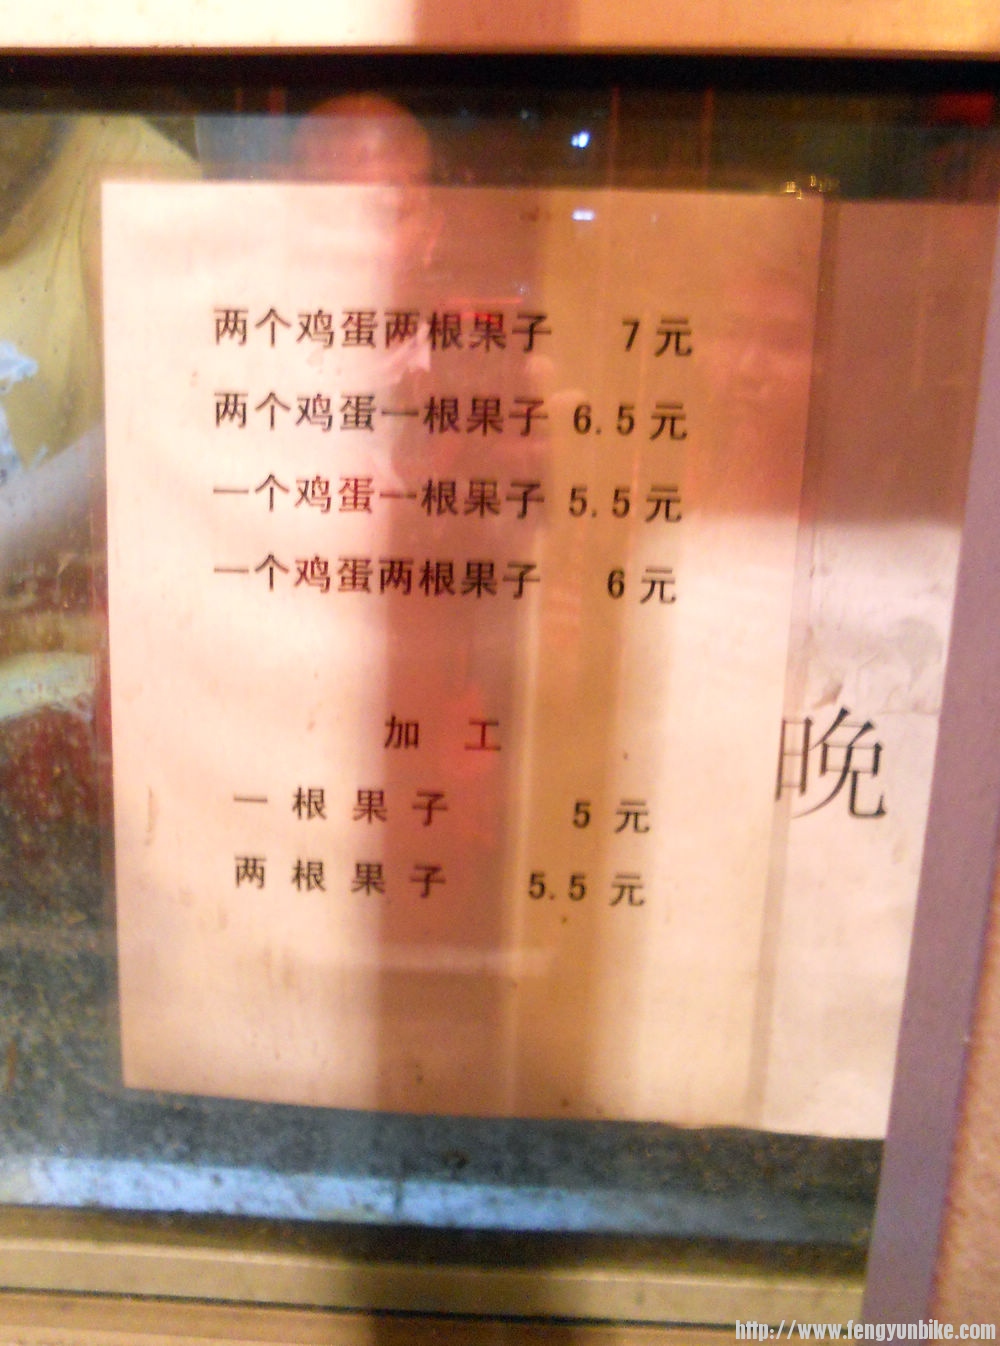 两个鸡蛋两根果子 7元
两个鸡蛋一根果子 6.5元
一个鸡蛋一根果子 5.5元
一个鸡蛋两根果子 6元
加 工
一根果子 5元
两根果子 5.5元
晚
http://www.fengyunbike.com